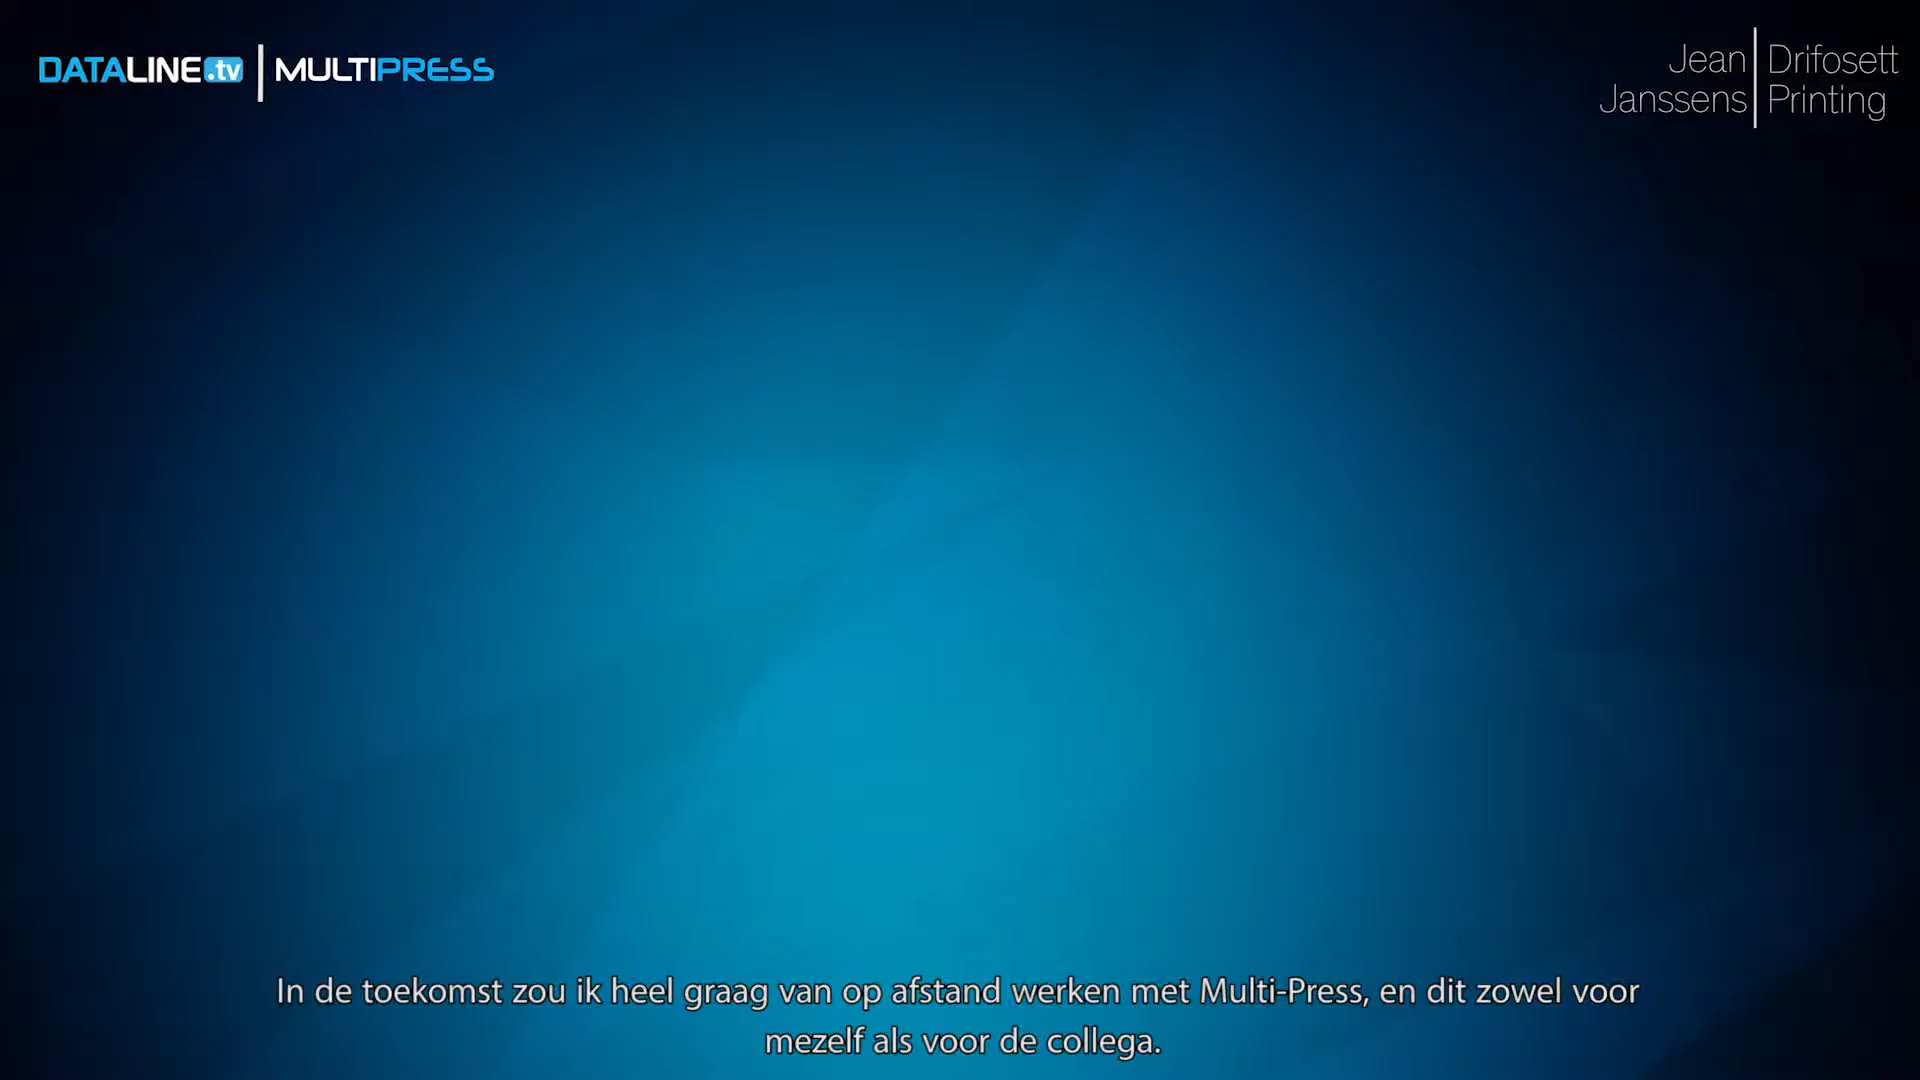 DATALINE.tv | MULTIPRESS
Jean | Drifosett
Janssens | Printing
In de toekomst zou ik heel graag van op afstand werken met Multi-Press, en dit zowel voor
mezelf als voor de collega.